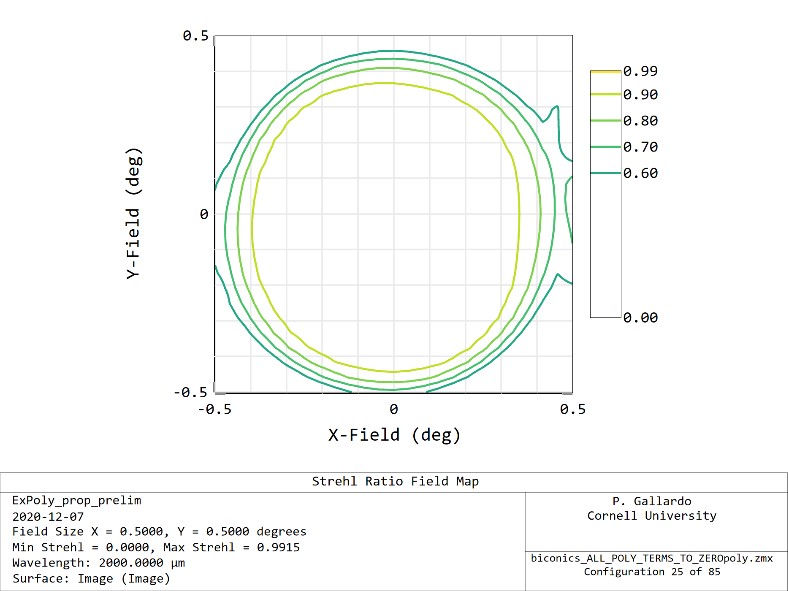 0.5
0
-0.5
Y-Field (deg)
-0.5
0
0.5
X-Field (deg)
0.99
0.90
0.80
0.70
0.60
0.00
Strehl Ratio Field Map
ExPoly_prop_prelim
2020-12-07
Field Size X = 0.5000, Y = 0.5000 degrees
Min Strehl = 0.0000, Max Strehl = 0.9915
Wavelength: 2000.0000 µm
Surface: Image (Image)
P. Gallardo
Cornell University
biconics_ALL_POLY_TERMS_TO_ZEROpoly.zmx
Configuration 25 of 85